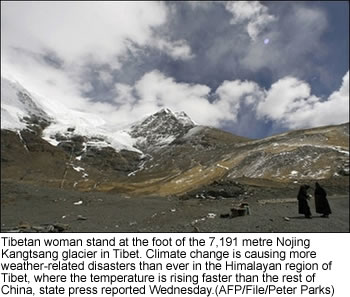 Tibetan woman stand at the foot of the 7,191 metre Nojing
Kangtsang glacier in Tibet. Climate change is causing more
weather-related disasters than ever in the Himalayan region of
Tibet, where the temperature is rising faster than the rest of
China, state press reported Wednesday.(AFP/File/Peter Parks)